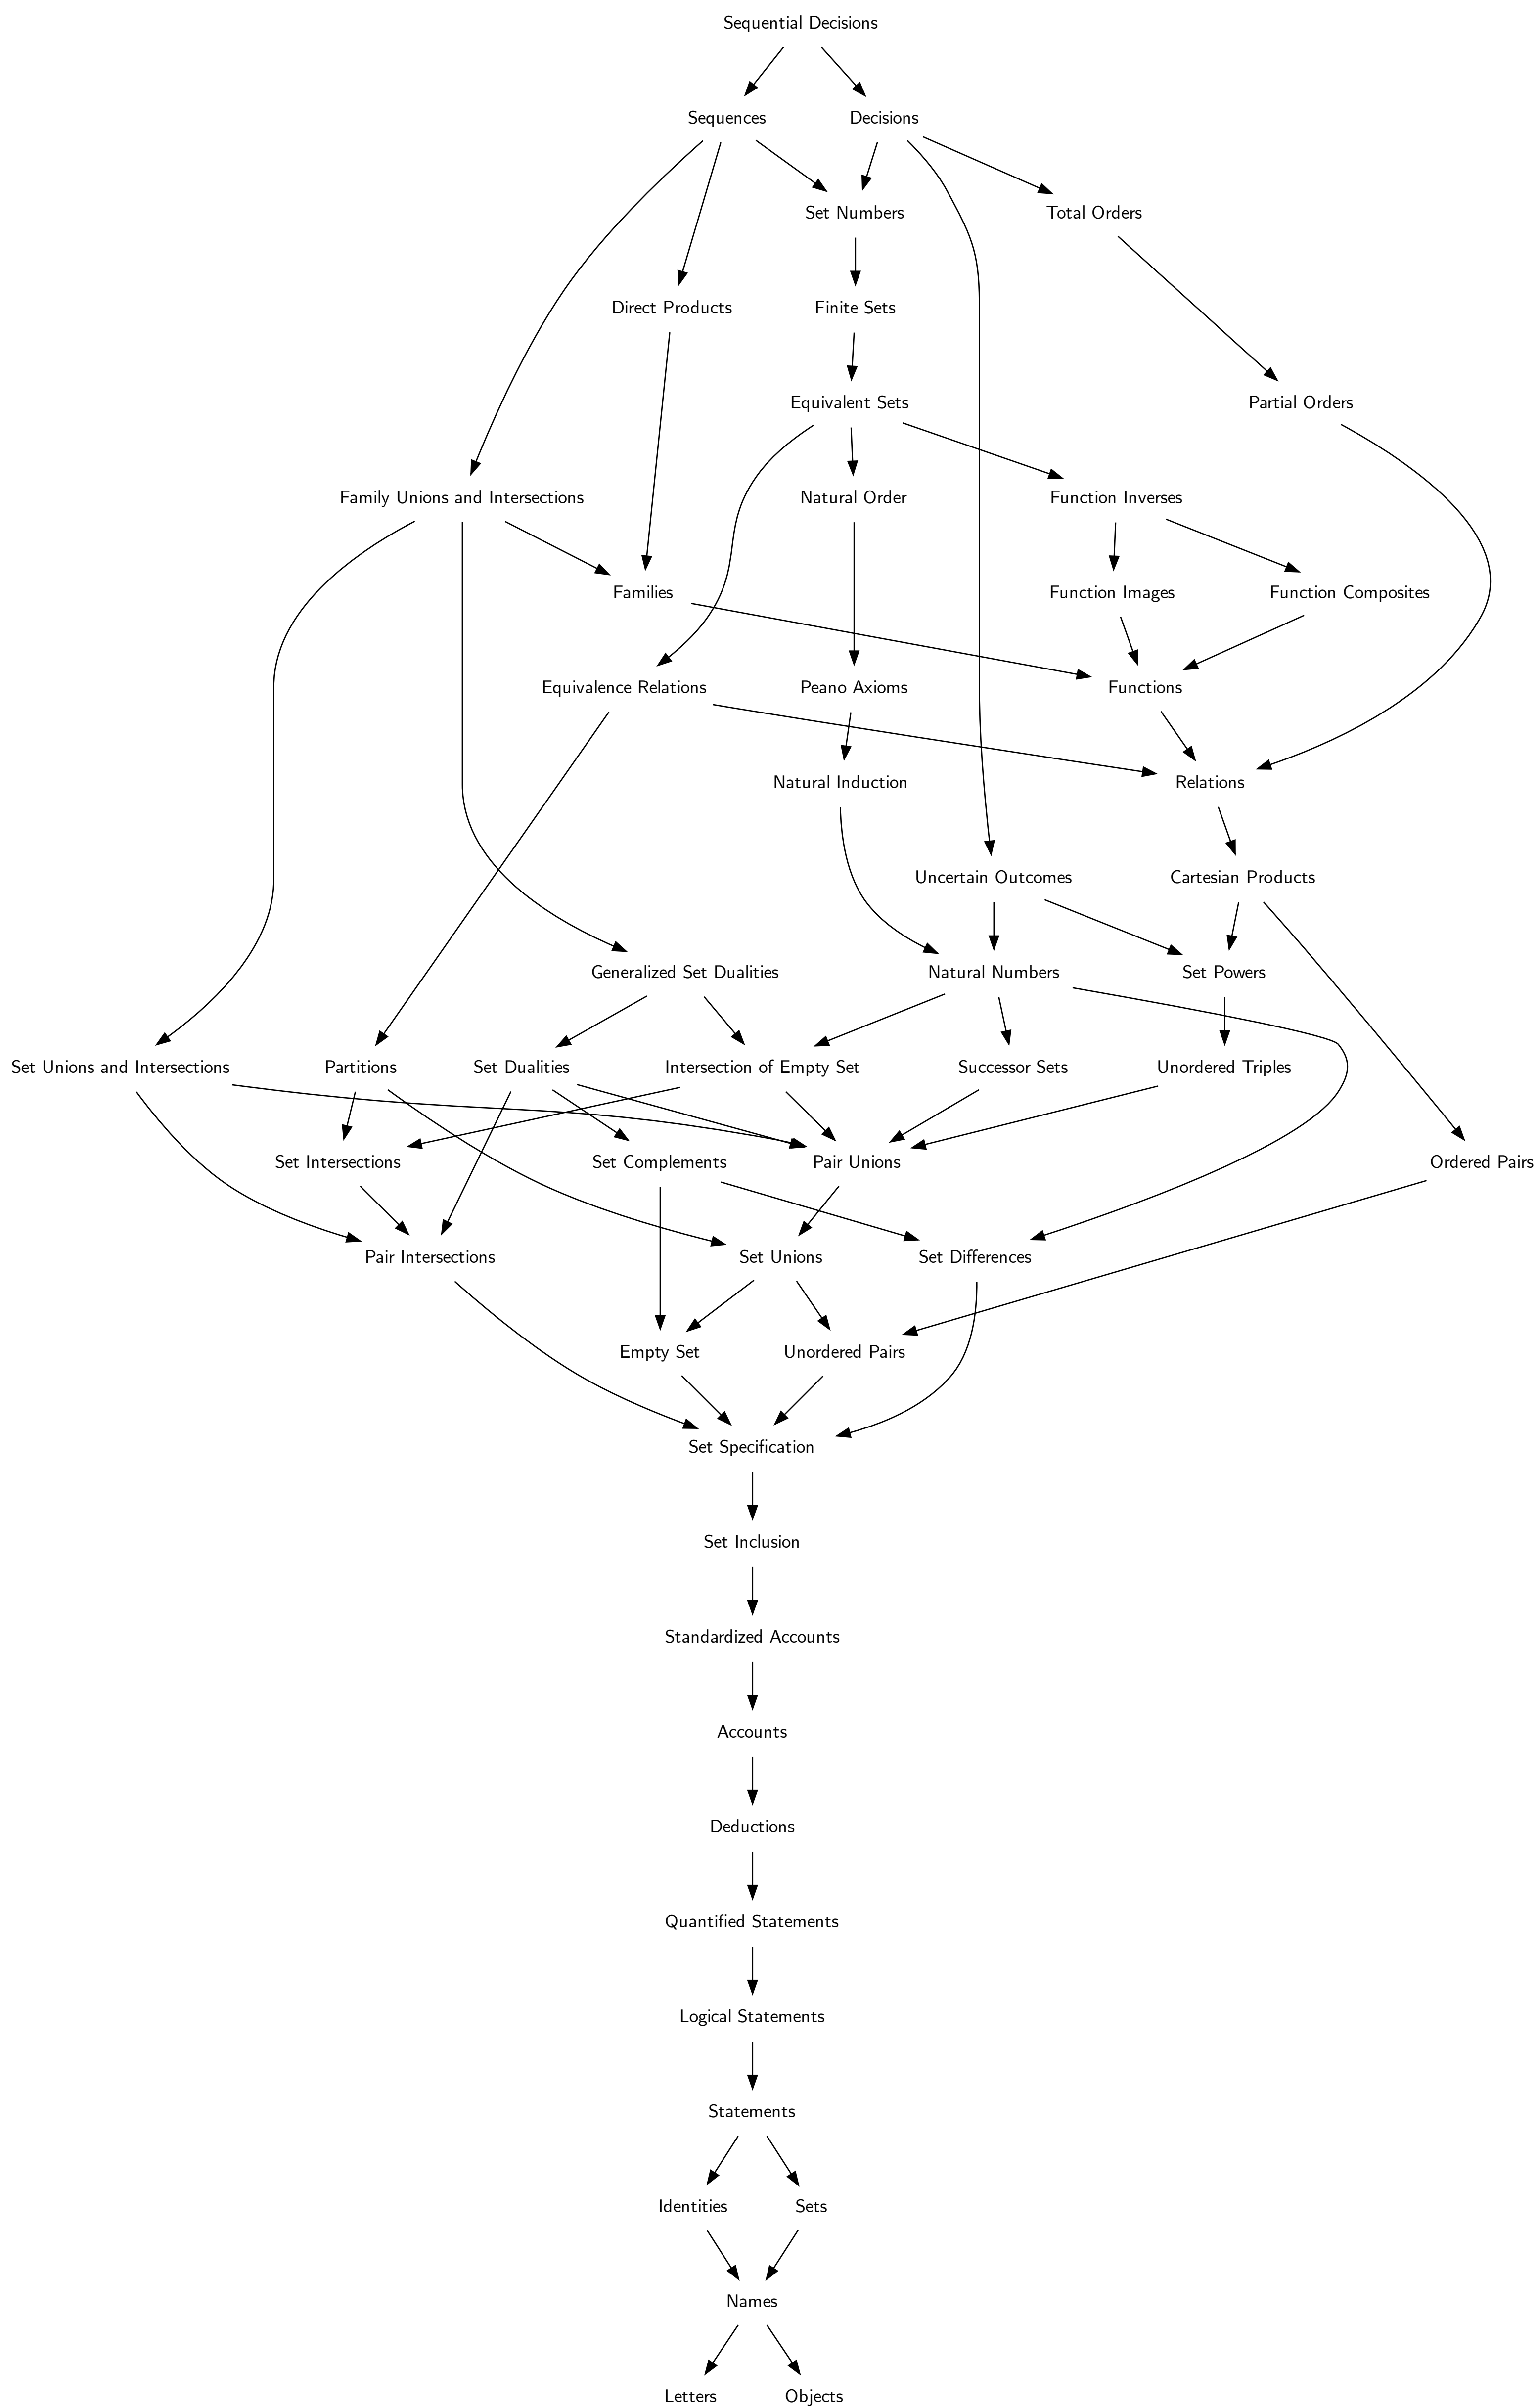 Sequential Decisions
Sequences
Decisions
Set Numbers
Total Orders
Direct Products
Finite Sets
Equivalent Sets
Partial Orders
Family Unions and Intersections
Natural Order
Function Inverses
Families
Function Images
Function Composites
Equivalence Relations
Peano Axioms
Functions
Natural Induction
Relations
Uncertain Outcomes
Cartesian Products
Generalized Set Dualities
Natural Numbers
Set Powers
Set Unions and Intersections
Partitions
Set Dualities
Intersection of Empty Set
Successor Sets
Unordered Triples
Set Intersections
Set Complements
Pair Unions
Ordered Pairs
Pair Intersections
Set Unions
Set Differences
Empty Set
Unordered Pairs
Set Specification
Set Inclusion
Standardized Accounts
Accounts
Deductions
Quantified Statements
Logical Statements
Statements
Identities
Sets
Names
Letters
Objects